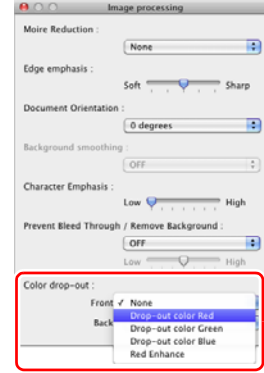 Image processing
Moire Reduction :
None
Edge emphasis :
Soft Sharp
Document Orientation :
0 degrees
Background smoothing :
OFF
Character Emphasis :
Low High
Prevent Bleed Through / Remove Background :
OFF
Low High
Color drop-out :
Front ✓ None
Drop-out color Red
Back Drop-out color Green
Drop-out color Blue
Red Enhance